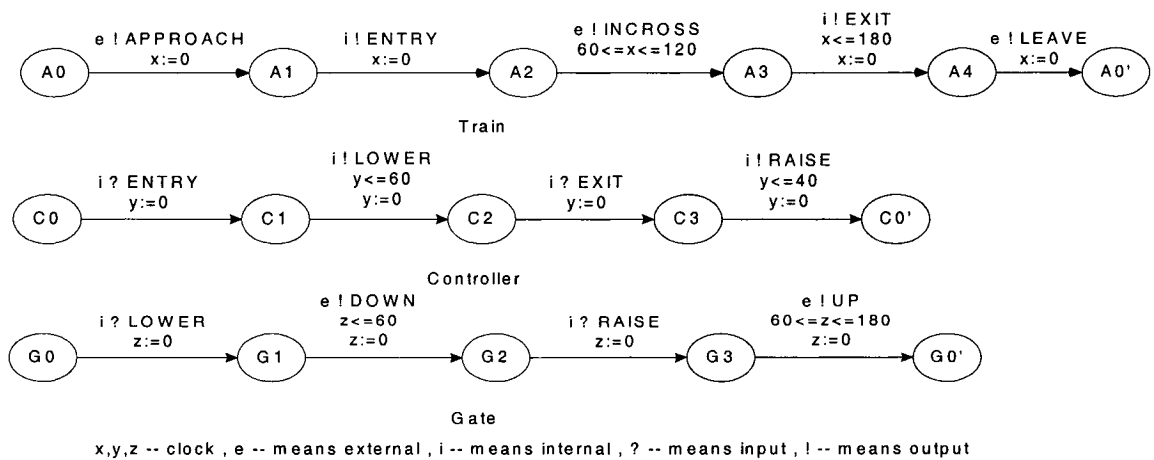 e ! APPROACH
x:=0
i ! ENTRY
x:=0
e ! INCROSS
60<=x<=120
i ! EXIT
x<=180
x:=0
e ! LEAVE
x:=0
A0
A1
A2
A3
A4
A0'
Train
i ? ENTRY
y:=0
i ! LOWER
y<=60
y:=0
i ? EXIT
y:=0
i ! RAISE
y<=40
y:=0
C0
C1
C2
C3
C0'
Controller
i ? LOWER
z:=0
e ! DOWN
z<=60
z:=0
i ? RAISE
z:=0
e ! UP
60<=z<=180
z:=0
G0
G1
G2
G3
G0'
Gate
x,y,z -- clock , e -- means external , i -- means internal , ? -- means input , ! -- means output